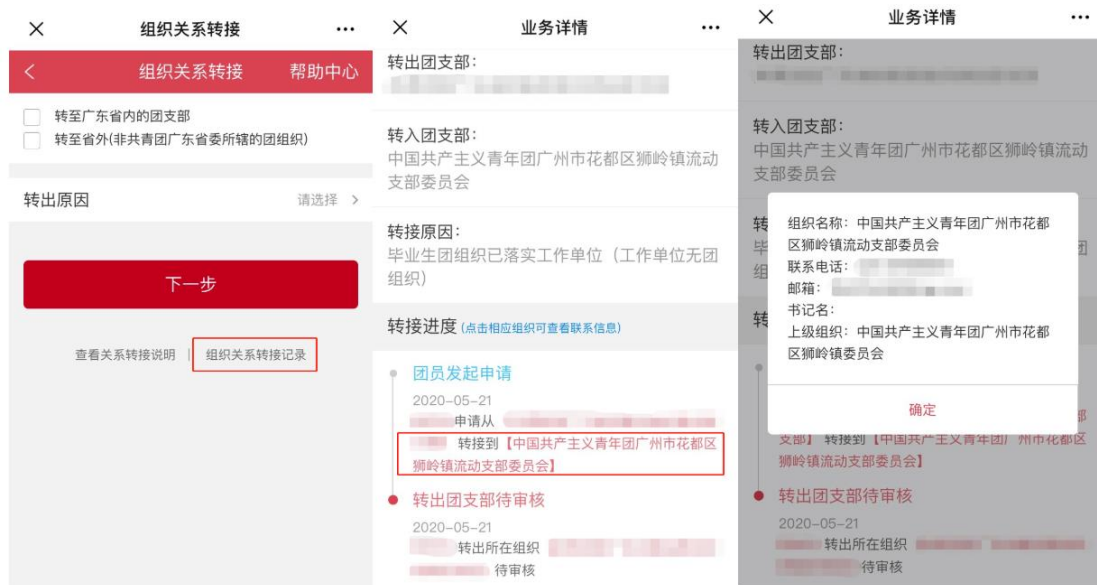 组织关系转接
组织关系转接
帮助中心
转至广东省内的团支部
转至省外(非共青团广东省委所辖的团组织)
转出原因
请选择
下一步
查看关系转接说明 | 组织关系转接记录
业务详情
转出团支部:
转入团支部:
中国共产主义青年团广州市花都区狮岭镇流动
支部委员会
转接原因:
毕业生团组织已落实工作单位（工作单位无团
组织）
转接进度 (点击相应组织可查看联系信息)
团员发起申请
2020-05-21
申请从
转接到【中国共产主义青年团广州市花都区
狮岭镇流动支部委员会】
转出团支部待审核
2020-05-21
转出所在组织
待审核
业务详情
转出团支部:
转入团支部:
中国共产主义青年团广州市花都区狮岭镇流动
支部委员会
转
毕
团
组
组织名称: 中国共产主义青年团广州市花都
区狮岭镇流动支部委员会
联系电话:
邮箱:
书记名:
上级组织: 中国共产主义青年团广州市花都
区狮岭镇委员会
确定
转
部
支部】 转接到【中国共产主义青年团广州市花都区
狮岭镇流动支部委员会】
转出团支部待审核
2020-05-21
转出所在组织
待审核